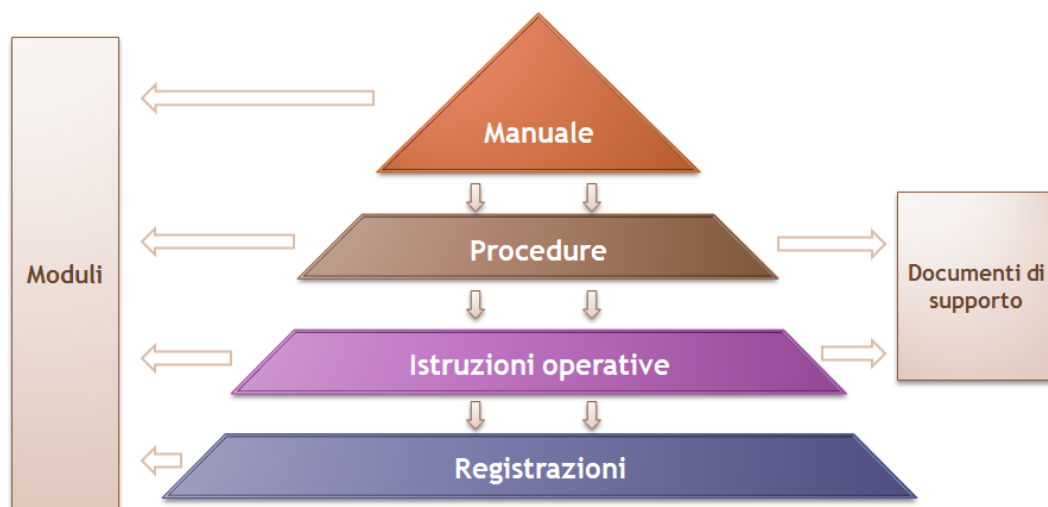 Manuale
Procedure
Moduli
Documenti di
supporto
Istruzioni operative
Registrazioni